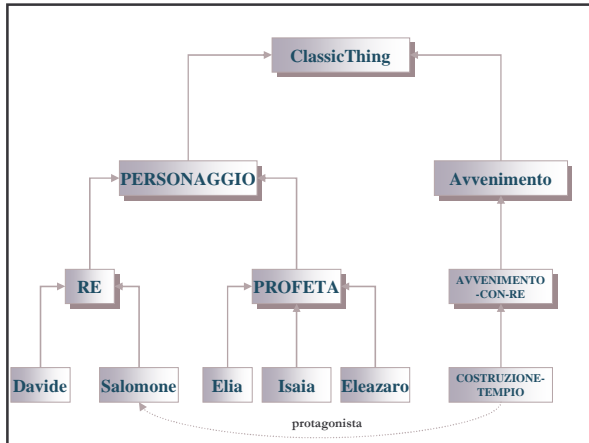 ClassicThing
PERSONAGGIO
Avvenimento
RE
PROFETA
AVVENIMENTO
-CON-RE
Davide
Salomone
Elia
Isaia
Eleazaro
COSTRUZIONE-
TEMPIO
protagonista